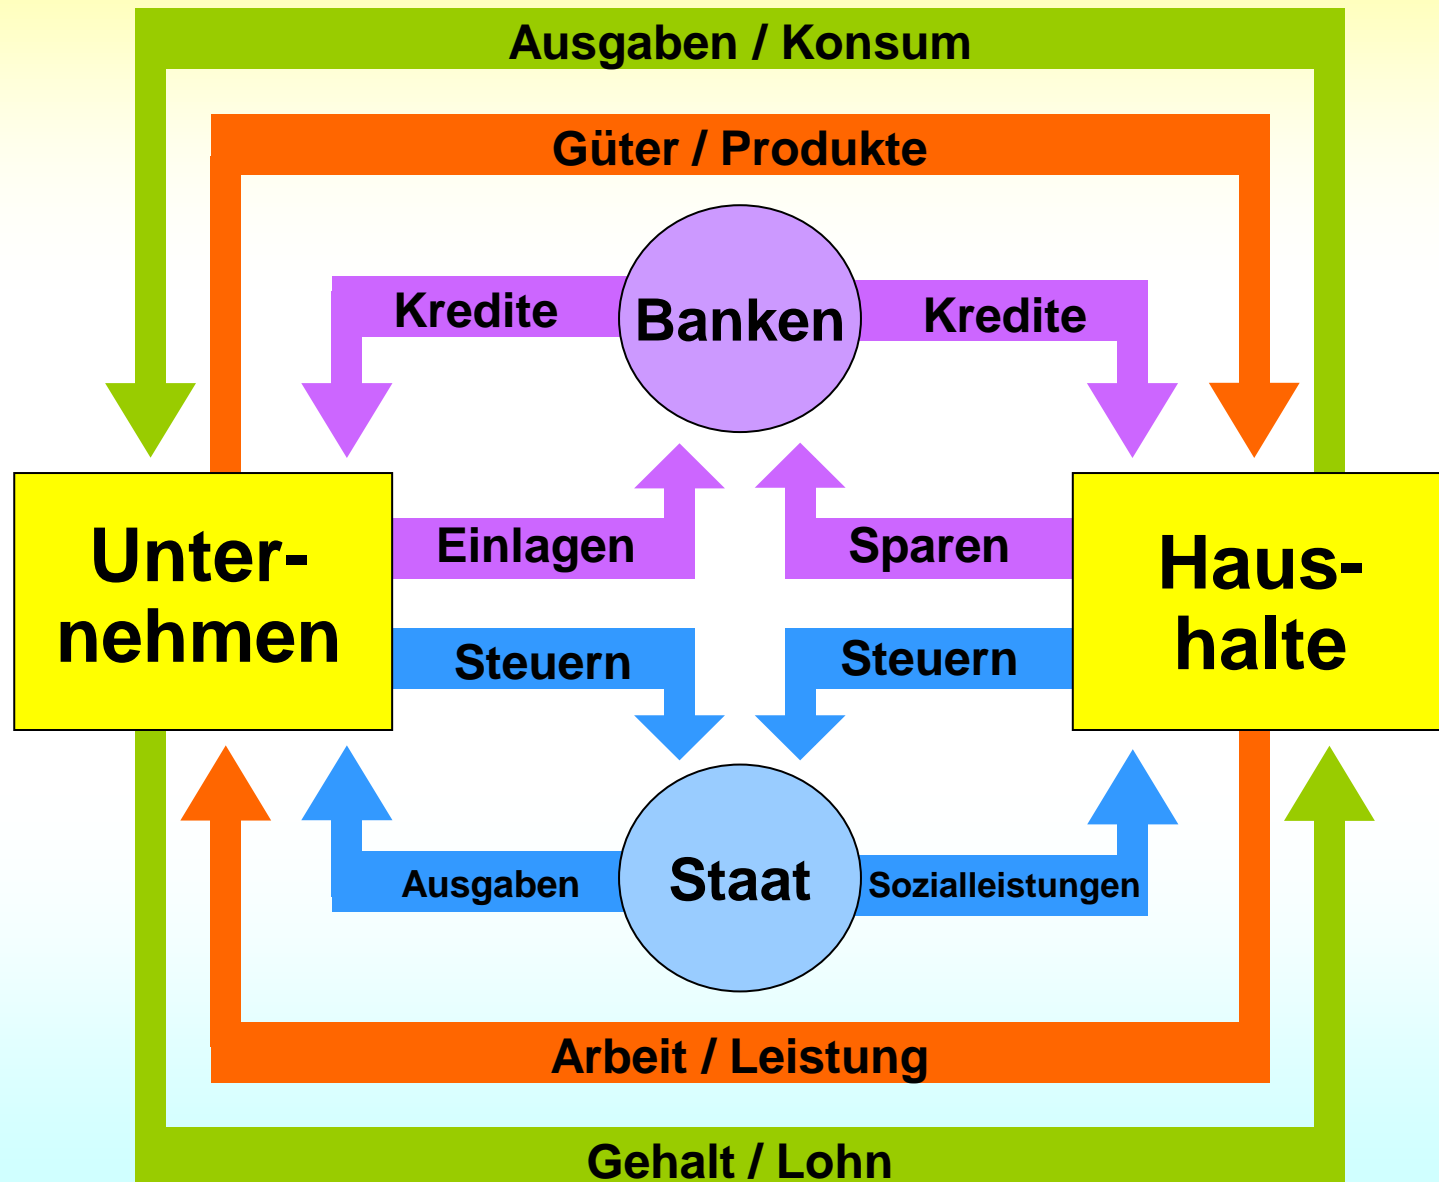 Ausgaben / Konsum
Güter / Produkte
Kredite
Banken
Kredite
Unter-
nehmen
Einlagen
Sparen
Haus-
halte
Steuern
Steuern
Ausgaben
Staat
Sozialleistungen
Arbeit / Leistung
Gehalt / Lohn